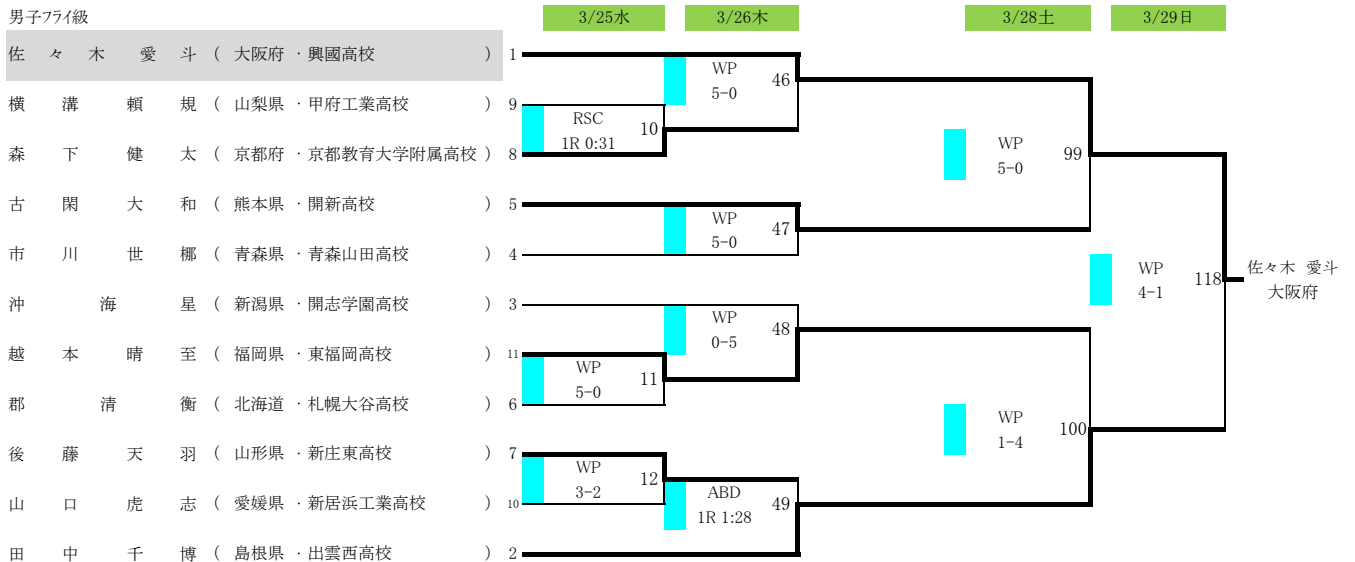 男子フライ級
3/25水 3/26木 3/28土 3/29日
佐々木 愛斗 ( 大阪府 ・ 興國高校 ) 1
横溝 頼規 ( 山梨県 ・ 甲府工業高校 ) 9
森下 健太 ( 京都府 ・ 京都教育大学附属高校 ) 8
古閑 大和 ( 熊本県 ・ 開新高校 ) 5
市川 世梛 ( 青森県 ・ 青森山田高校 ) 4
沖 海星 ( 新潟県 ・ 開志学園高校 ) 3
越本 晴至 ( 福岡県 ・ 東福岡高校 ) 11
郡 清衡 ( 北海道 ・ 札幌大谷高校 ) 6
後藤 天羽 ( 山形県 ・ 新庄東高校 ) 7
山口 虎志 ( 愛媛県 ・ 新居浜工業高校 ) 10
田中 千博 ( 島根県 ・ 出雲西高校 ) 2
RSC
1R 0:31
10
WP
5-0
11
WP
3-2
12
WP
5-0
46
WP
5-0
47
WP
0-5
48
ABD
1R 1:28
49
WP
5-0
99
WP
1-4
100
WP
4-1
118
佐々木 愛斗
大阪府